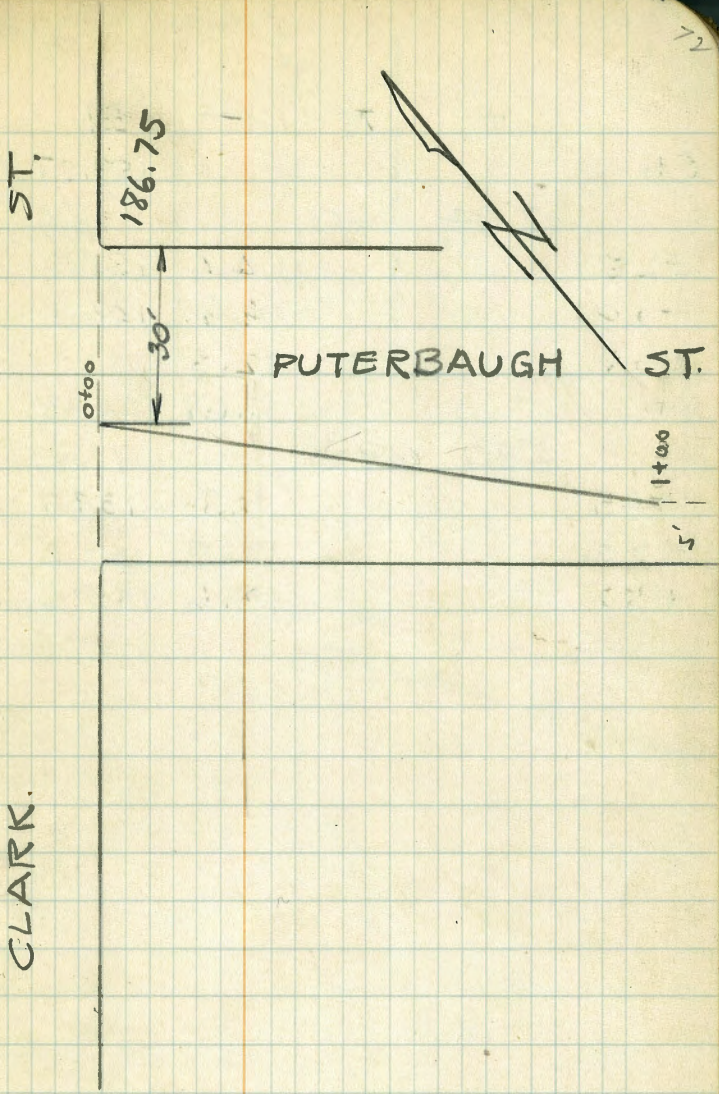 72
ST.
186.75
30'
0+00
PUTERBAUGH ST.
1+00
5'
CLARK.
N